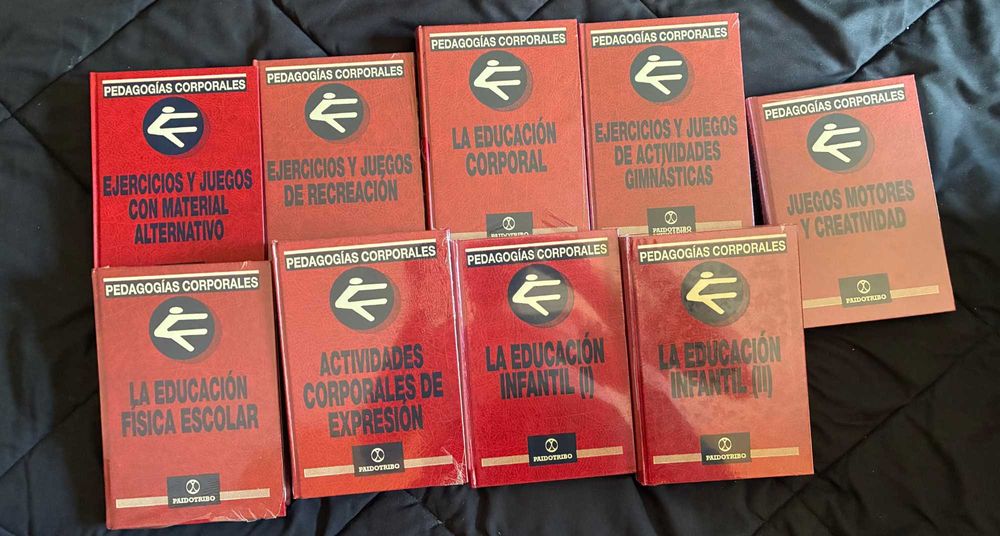 PEDAGOGÍAS CORPORALES
EJERCICIOS Y JUEGOS
CON MATERIAL
ALTERNATIVO
PEDAGOGÍAS CORPORALES
EJERCICIOS Y JUEGOS
DE RECREACIÓN
PEDAGOGÍAS CORPORALES
LA EDUCACIÓN
CORPORAL
PAIDOTRIBO
PEDAGOGÍAS CORPORALES
EJERCICIOS Y JUEGOS
DE ACTIVIDADES
GIMNÁSTICAS
PAIDOTRIBO
PEDAGOGÍAS CORPORALES
JUEGOS MOTORES
Y CREATIVIDAD
PAIDOTRIBO
PEDAGOGÍAS CORPORALES
LA EDUCACIÓN
FÍSICA ESCOLAR
PAIDOTRIBO
PEDAGOGÍAS CORPORALES
ACTIVIDADES
CORPORALES DE
EXPRESIÓN
PAIDOTRIBO
PEDAGOGÍAS CORPORALES
LA EDUCACIÓN
INFANTIL (I)
PAIDOTRIBO
PEDAGOGÍAS CORPORALES
LA EDUCACIÓN
INFANTIL (II)
PAIDOTRIBO